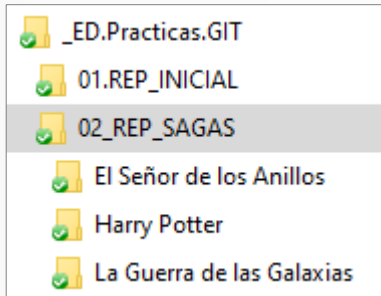 _ED.Practicas.GIT
01.REP_INICIAL
02_REP_SAGAS
El Señor de los Anillos
Harry Potter
La Guerra de las Galaxias